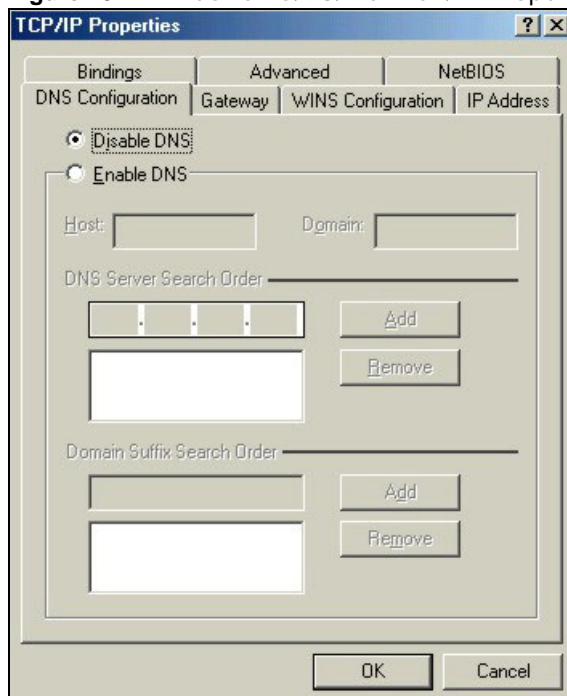 TCP/IP Properties
? ×
Bindings Advanced NetBIOS
DNS Configuration Gateway WINS Configuration IP Address
Disable DNS
Enable DNS
Host: Domain:
DNS Server Search Order
. . .
Add
Remove
Domain Suffix Search Order
Add
Remove
OK Cancel